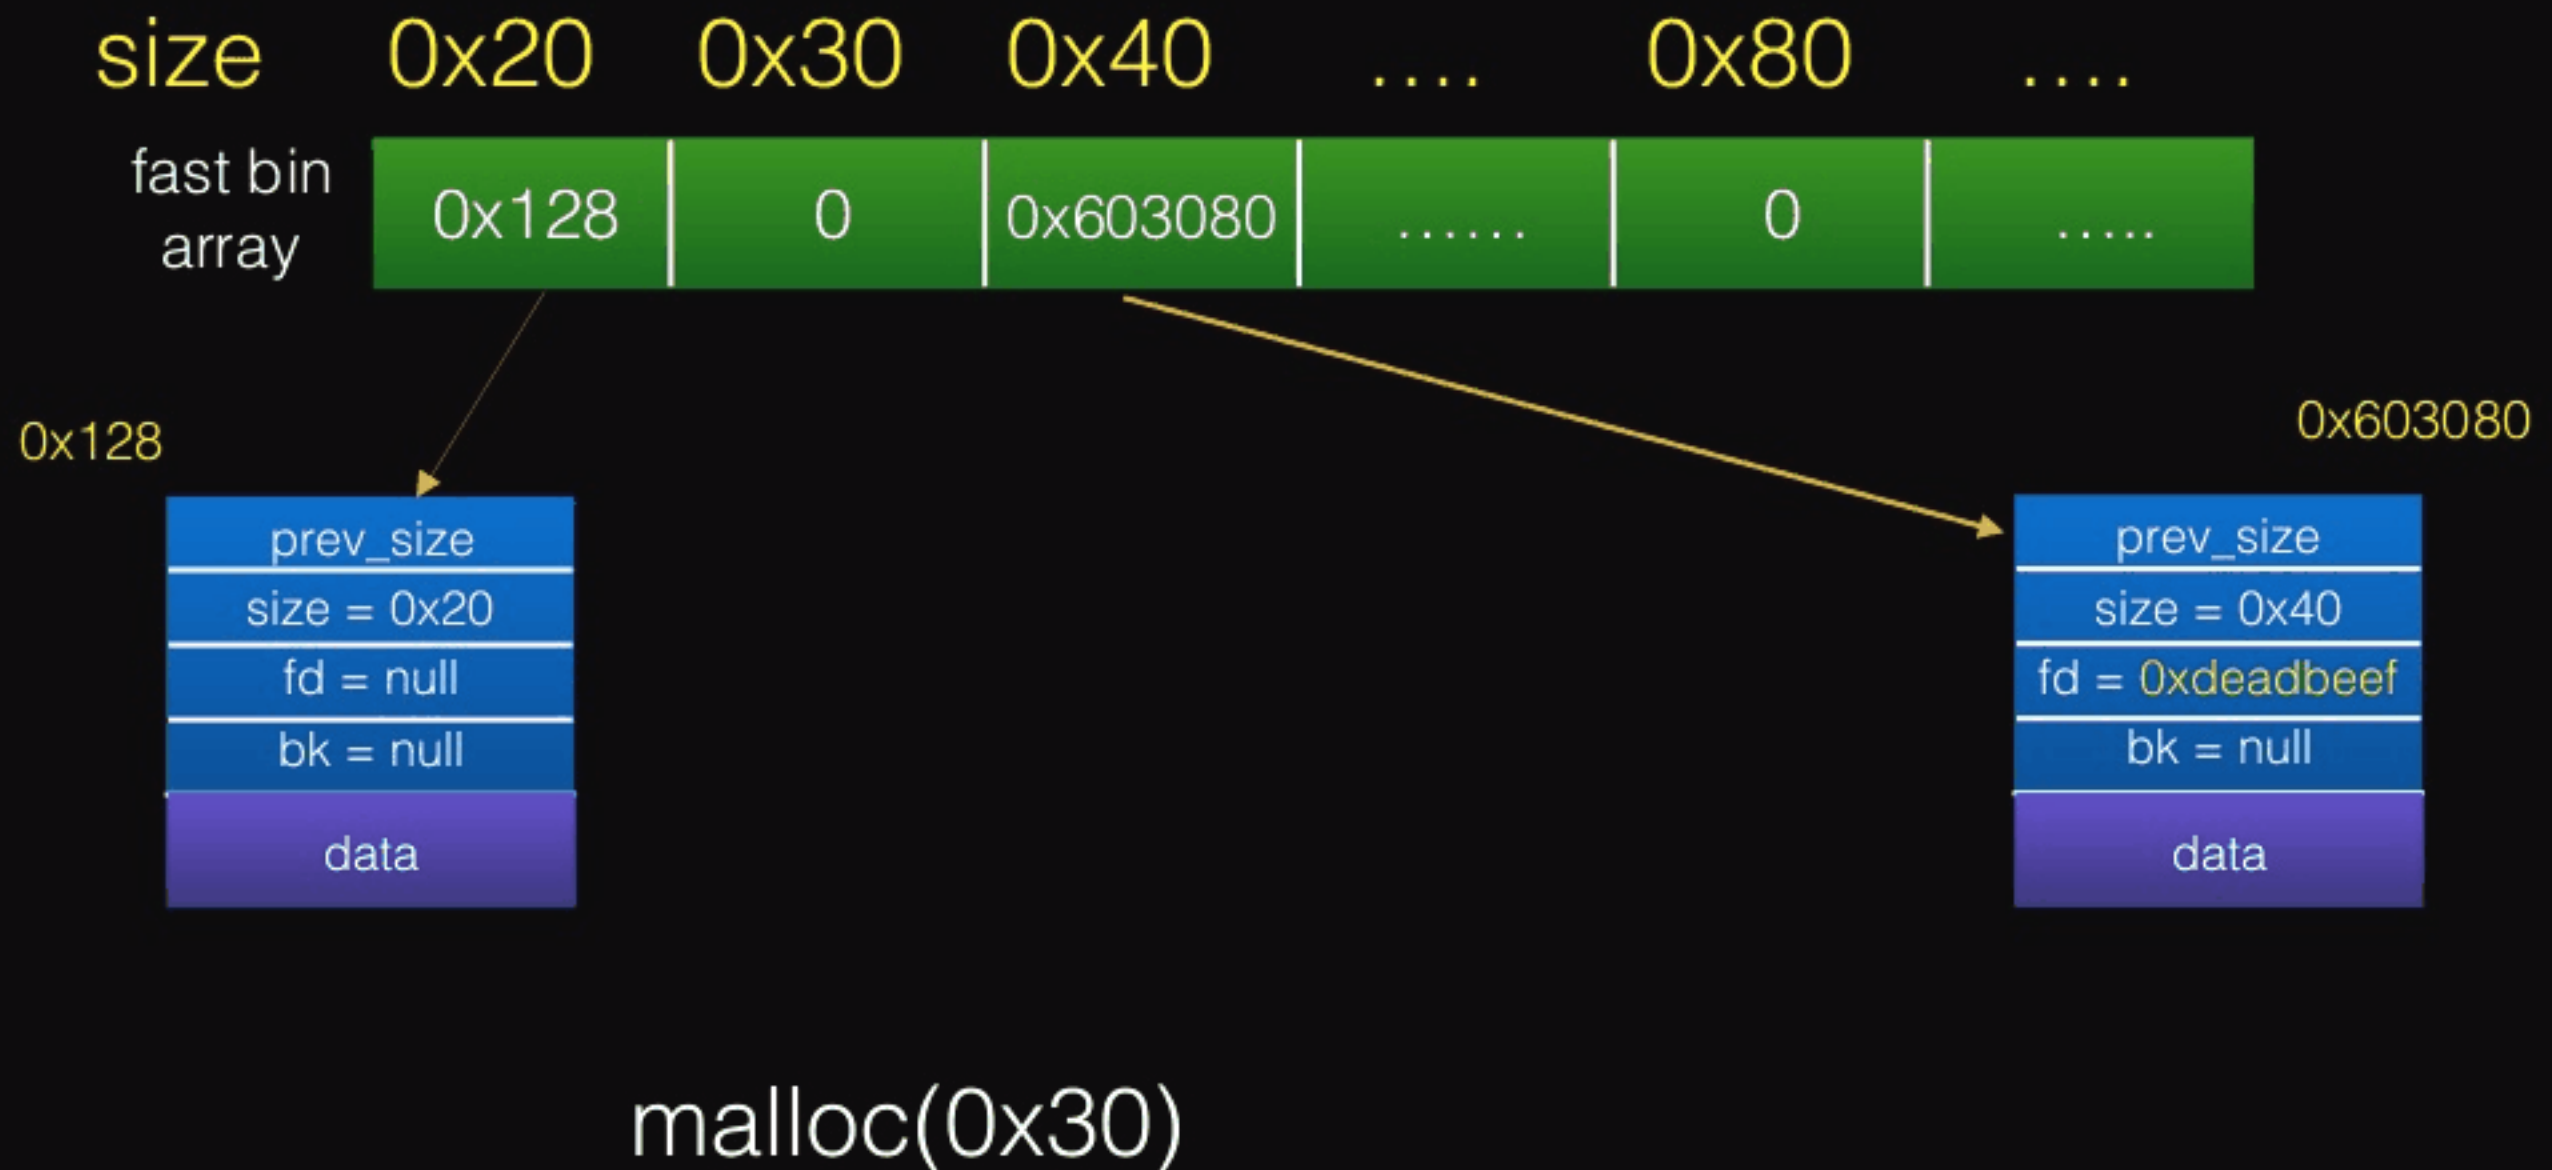 size 0x20 0x30 0x40 .... 0x80 ....
fast bin
array
0x128 0 0x603080 ...... 0 .....
0x128
0x603080
prev_size
size = 0x20
fd = null
bk = null
data
prev_size
size = 0x40
fd = 0xdeadbeef
bk = null
data
malloc(0x30)